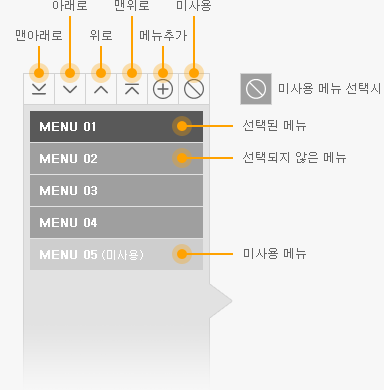 아래로 맨위로 미사용
맨아래로 위로 메뉴추가
미사용 메뉴 선택시
MENU 01 선택된 메뉴
MENU 02 선택되지 않은 메뉴
MENU 03
MENU 04
MENU 05 (미사용) 미사용 메뉴